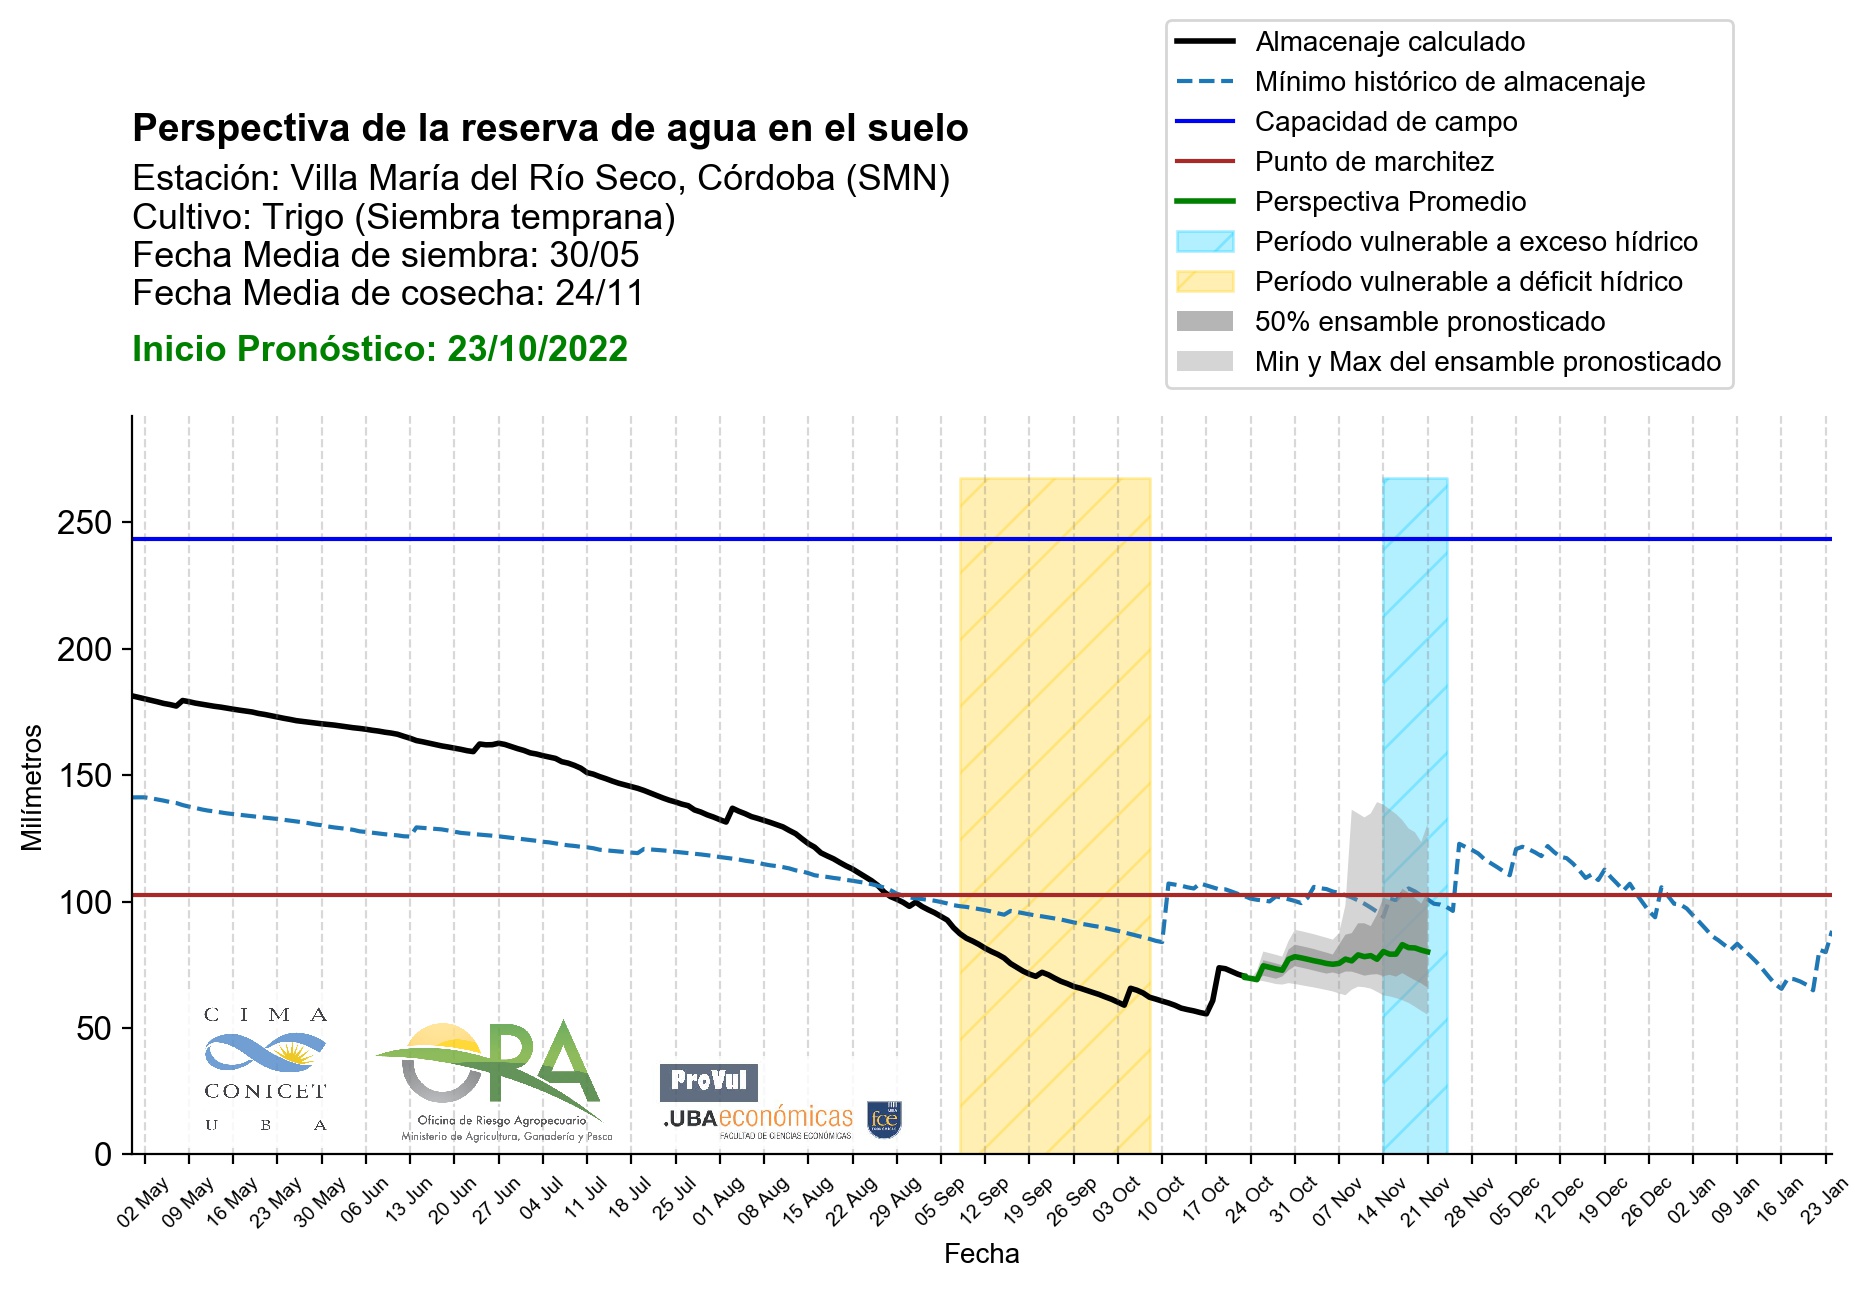 Almacenaje calculado
Mínimo histórico de almacenaje
Capacidad de campo
Punto de marchitez
Perspectiva Promedio
Período vulnerable a exceso hídrico
Período vulnerable a déficit hídrico
50% ensamble pronosticado
Min y Max del ensamble pronosticado
Perspectiva de la reserva de agua en el suelo
Estación: Villa María del Río Seco, Córdoba (SMN)
Cultivo: Trigo (Siembra temprana)
Fecha Media de siembra: 30/05
Fecha Media de cosecha: 24/11
Inicio Pronóstico: 23/10/2022
Milímetros
250
200
150
100
50
0
CIMA
CONICET
UBA
ORA
Oficina de Riesgo Agropecuario
Ministerio de Agricultura, Ganadería y Pesca
ProVul
.UBAeconómicas
FACULTAD DE CIENCIAS ECONÓMICAS
fce
02 May
09 May
16 May
23 May
30 May
06 Jun
13 Jun
20 Jun
27 Jun
04 Jul
11 Jul
18 Jul
25 Jul
01 Aug
08 Aug
15 Aug
22 Aug
29 Aug
05 Sep
12 Sep
19 Sep
26 Sep
03 Oct
10 Oct
17 Oct
24 Oct
31 Oct
07 Nov
14 Nov
21 Nov
28 Nov
05 Dec
12 Dec
19 Dec
26 Dec
02 Jan
09 Jan
16 Jan
23 Jan
Fecha